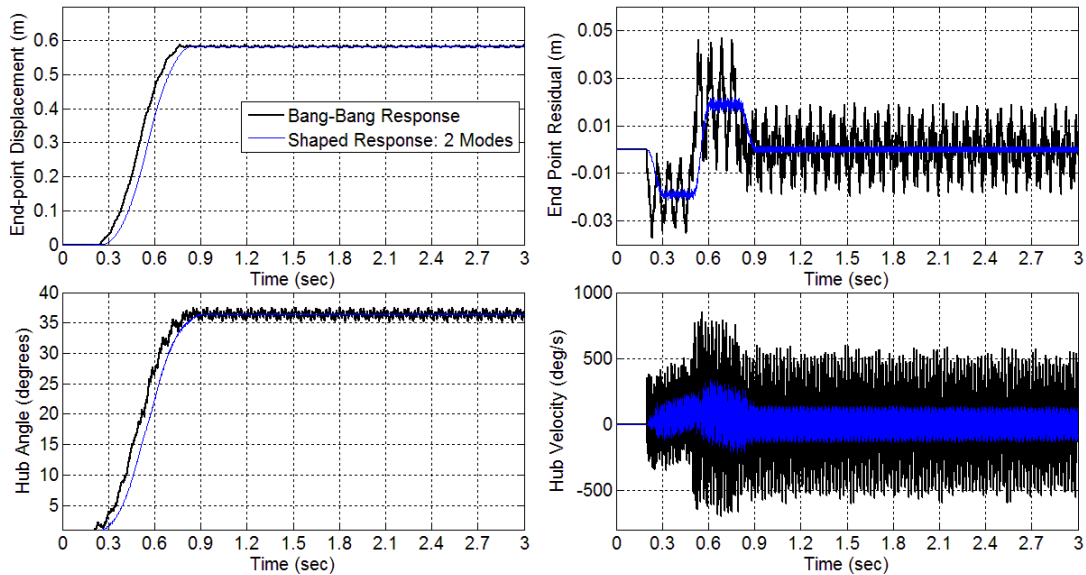 End-point Displacement (m)
0.6
0.5
0.4
0.3
0.2
0.1
0
Bang-Bang Response
Shaped Response: 2 Modes
0 0.3 0.6 0.9 1.2 1.5 1.8 2.1 2.4 2.7 3
Time (sec)
End Point Residual (m)
0.05
0.03
0.01
-0.01
-0.03
0 0.3 0.6 0.9 1.2 1.5 1.8 2.1 2.4 2.7 3
Time (sec)
Hub Angle (degrees)
40
35
30
25
20
15
10
5
0 0.3 0.6 0.9 1.2 1.5 1.8 2.1 2.4 2.7 3
Time (sec)
Hub Velocity (deg/s)
1000
500
0
-500
0 0.3 0.6 0.9 1.2 1.5 1.8 2.1 2.4 2.7 3
Time (sec)